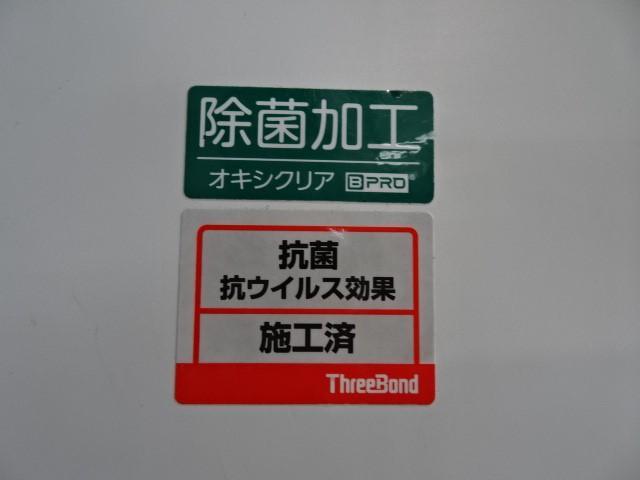 除菌加工
オキシクリア BPRO®
抗菌
抗ウイルス効果
施工済
ThreeBond